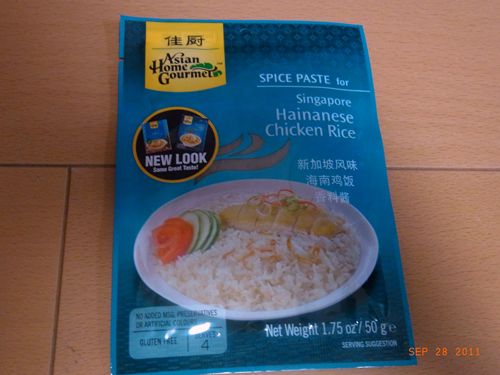 佳厨
Asian
Home
Gourmet
SPICE PASTE for
Singapore
Hainanese
Chicken Rice
NEW LOOK
Same Great Taste!
新加坡风味
海南鸡饭
香料酱
NO ADDED MSG, PRESERVATIVES
OR ARTIFICIAL COLOURS
GLUTEN FREE
SERVES
4
Net Weight 1.75 oz/50 g e
SERVING SUGGESTION
SEP 28 2011